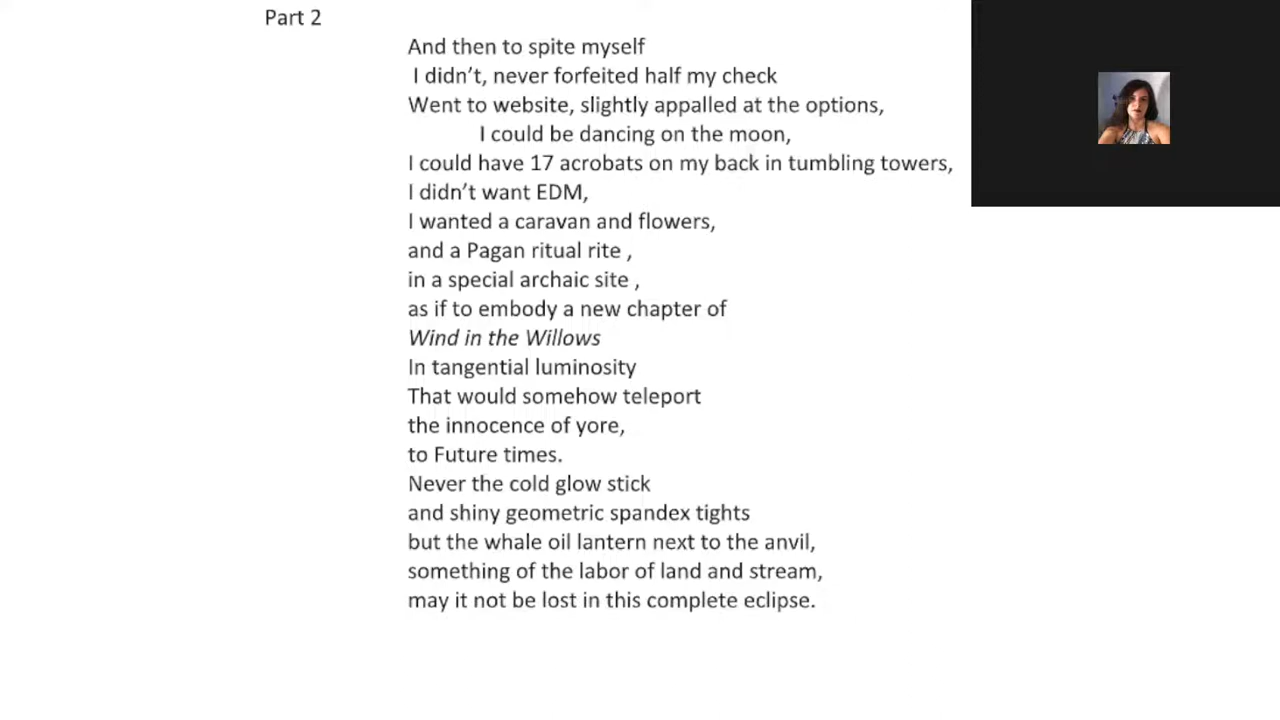 Part 2
And then to spite myself
I didn't, never forfeited half my check
Went to website, slightly appalled at the options,
I could be dancing on the moon,
I could have 17 acrobats on my back in tumbling towers,
I didn't want EDM,
I wanted a caravan and flowers,
and a Pagan ritual rite ,
in a special archaic site ,
as if to embody a new chapter of
Wind in the Willows
In tangential luminosity
That would somehow teleport
the innocence of yore,
to Future times.
Never the cold glow stick
and shiny geometric spandex tights
but the whale oil lantern next to the anvil,
something of the labor of land and stream,
may it not be lost in this complete eclipse.